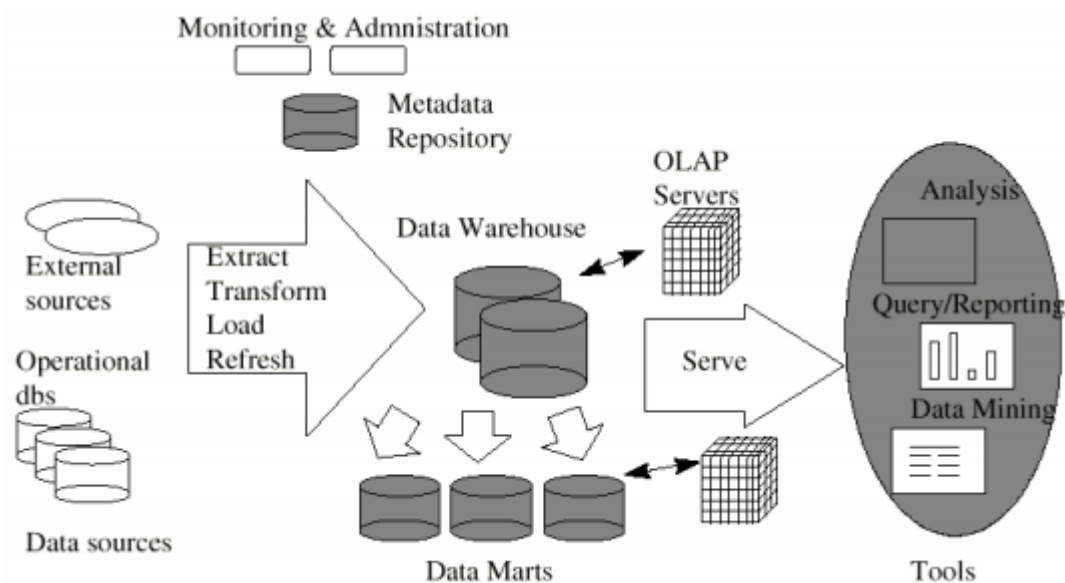 Monitoring & Admnistration
Metadata
Repository
OLAP
Servers
Analysis
Data Warehouse
External
sources
Extract
Transform
Load
Refresh
Query/Reporting
Serve
Operational
dbs
Data Mining
Data sources
Data Marts
Tools